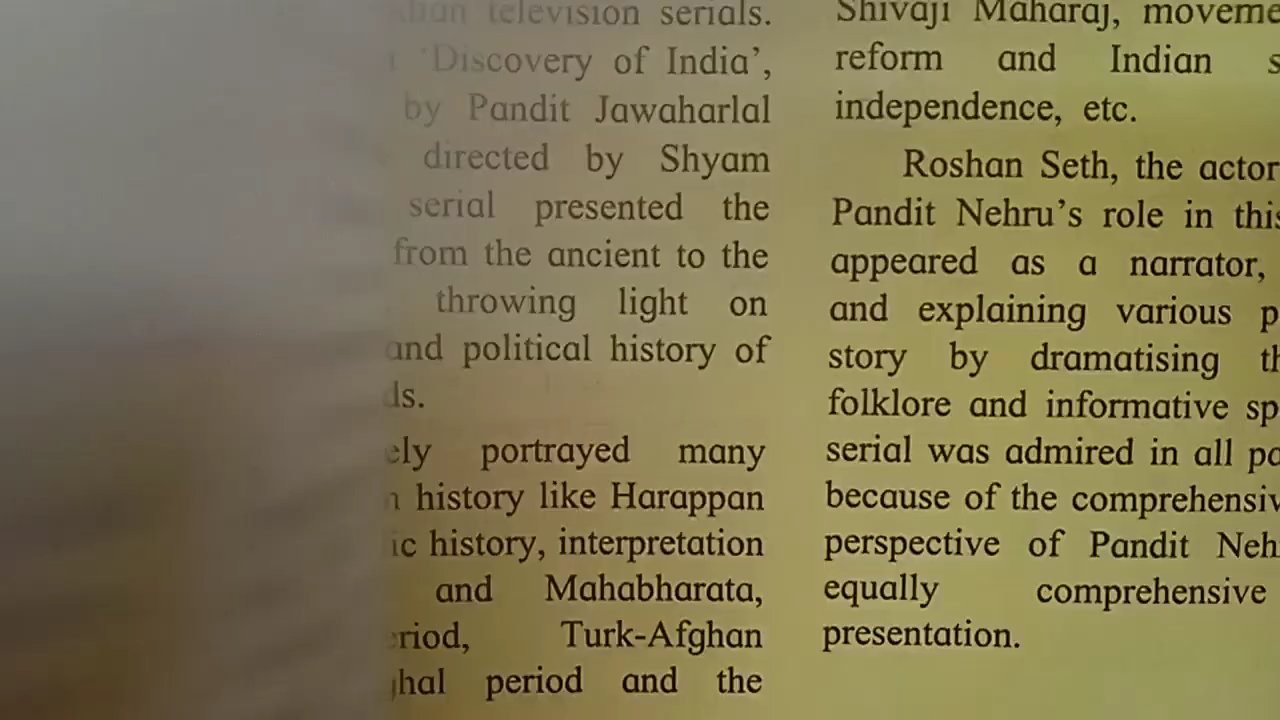 television serials.
'Discovery of India',
by Pandit Jawaharlal
directed by Shyam
serial presented the
from the ancient to the
throwing light on
and political history of
portrayed many
history like Harappan
history, interpretation
and Mahabharata,
Turk-Afghan
period and the
Shivaji Maharaj,
reform and Indian
independence, etc.
Roshan Seth, the actor
Pandit Nehru's role in
appeared as a narrator,
and explaining various
story by dramatising
folklore and informative
serial was admired in all
because of the
perspective of Pandit
equally comprehensive
presentation.